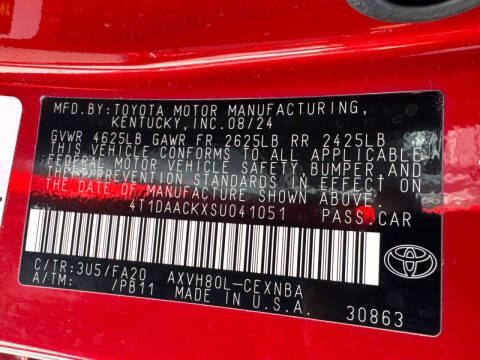 MFD.BY:TOYOTA MOTOR MANUFACTURING,
KENTUCKY,INC.08/24
GVWR 4625LB GAWR FR 2625LB RR 2425LB
THIS VEHICLE CONFORMS TO ALL APPLICABLE
FEDERAL MOTOR VEHICLE SAFETY,BUMPER,AND
THEFT PREVENTION STANDARDS IN EFFECT ON
THE DATE OF MANUFACTURE SHOWN ABOVE.
4T1DAACKXSU041051 PASS.CAR
C/TR:3U5/FA20 AXVH80L-CEXNBA
A/TM: /PB11 MADE IN U.S.A. 30863